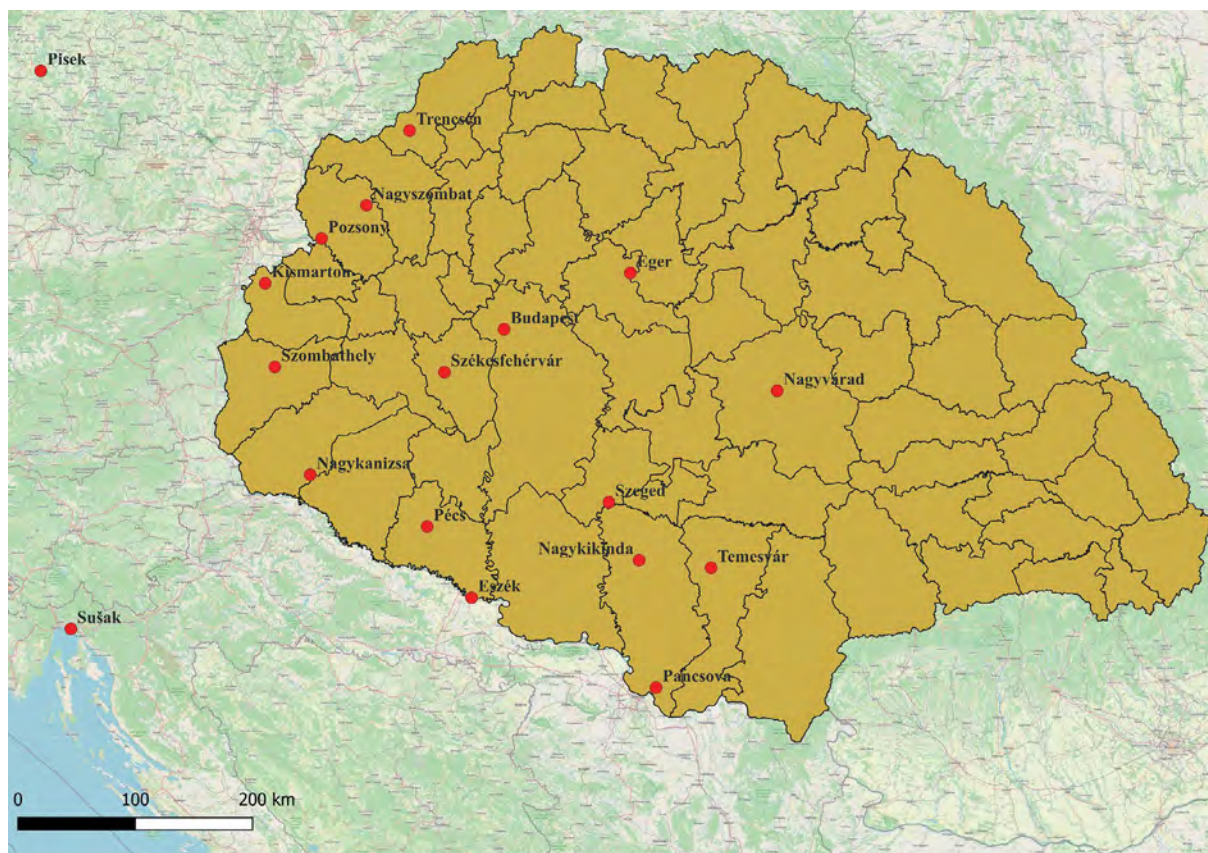 Pisek
Trencsén
Nagyszombat
Pozsony
Kismarton
Eger
Budapest
Szombathely
Székesfehérvár
Nagyvárad
Nagykanizsa
Szeged
Pécs
Nagykikinda
Temesvár
Eszék
Sušak
Pancsova
0 100 200 km